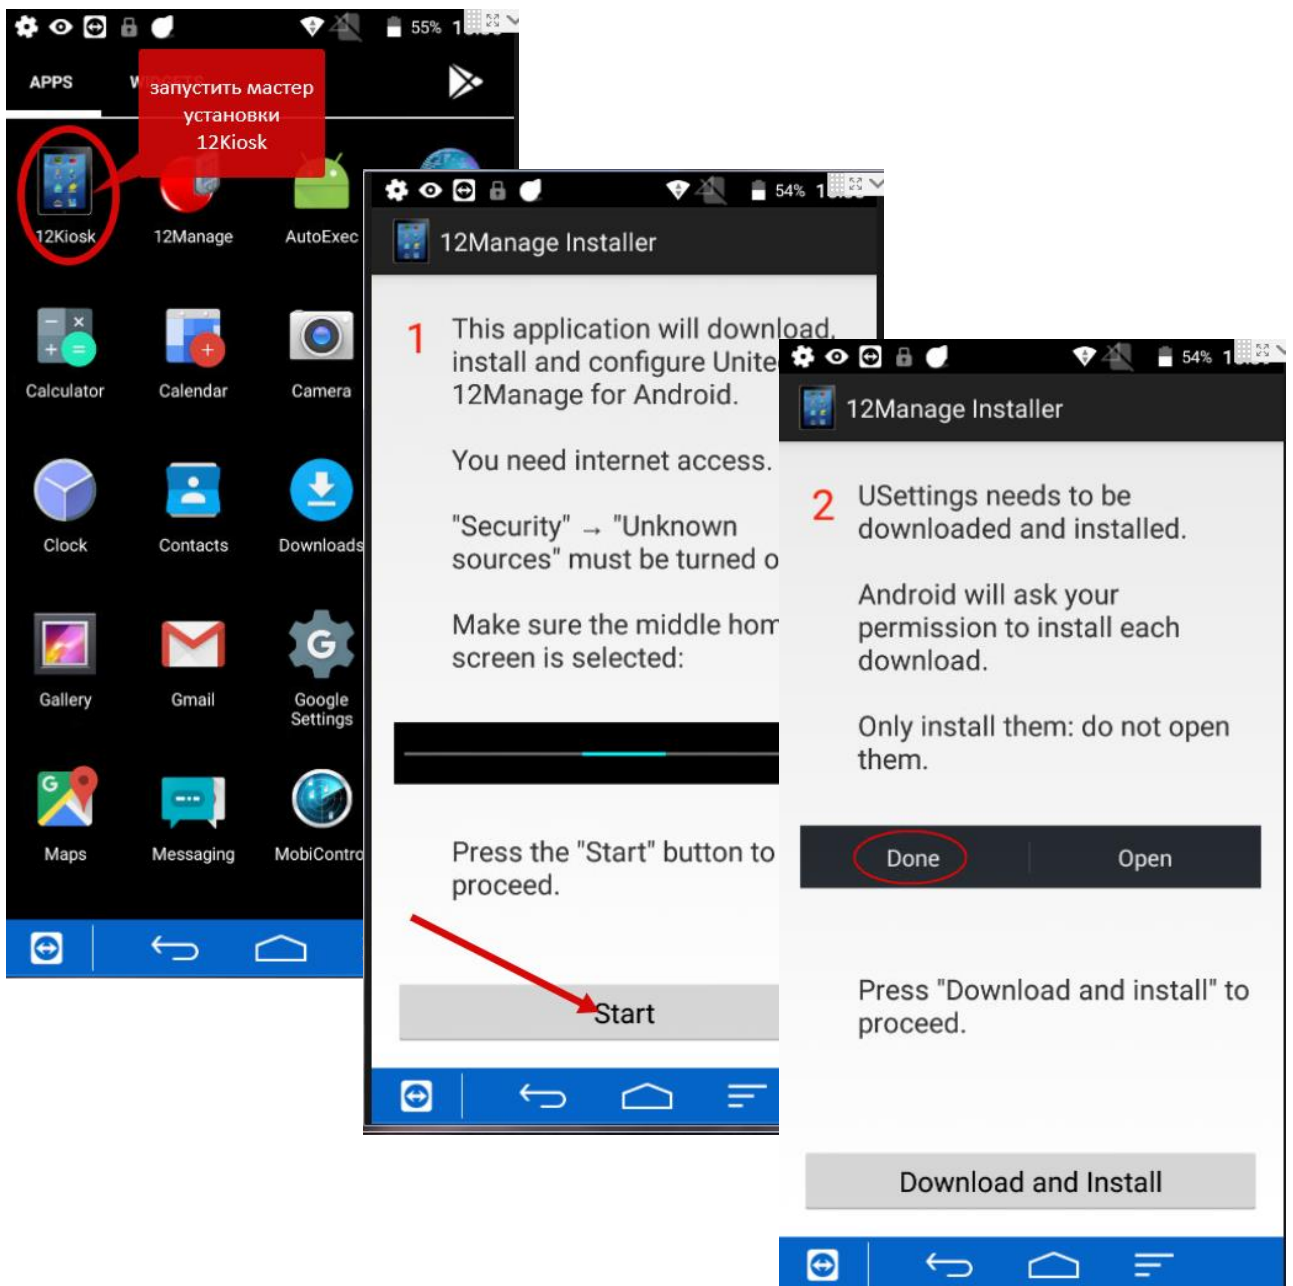 55%
APPS
запустить мастер
установки
12Kiosk
12Kiosk
12Manage
AutoExec
Calculator
Calendar
Camera
Clock
Contacts
Downloads
Gallery
Gmail
Google
Settings
G
Maps
Messaging
54%
12Manage Installer
1
This application will download,
install and configure
12Manage for Android.
You need internet access.
"Security" → "Unknown
sources" must be turned
Make sure the middle
screen is selected:
Press the "Start" button to
proceed.
Start
54%
12Manage Installer
2
USettings needs to be
downloaded and installed.
Android will ask your
permission to install each
download.
Only install them: do not open
them.
Done Open
Press "Download and install" to
proceed.
Download and Install